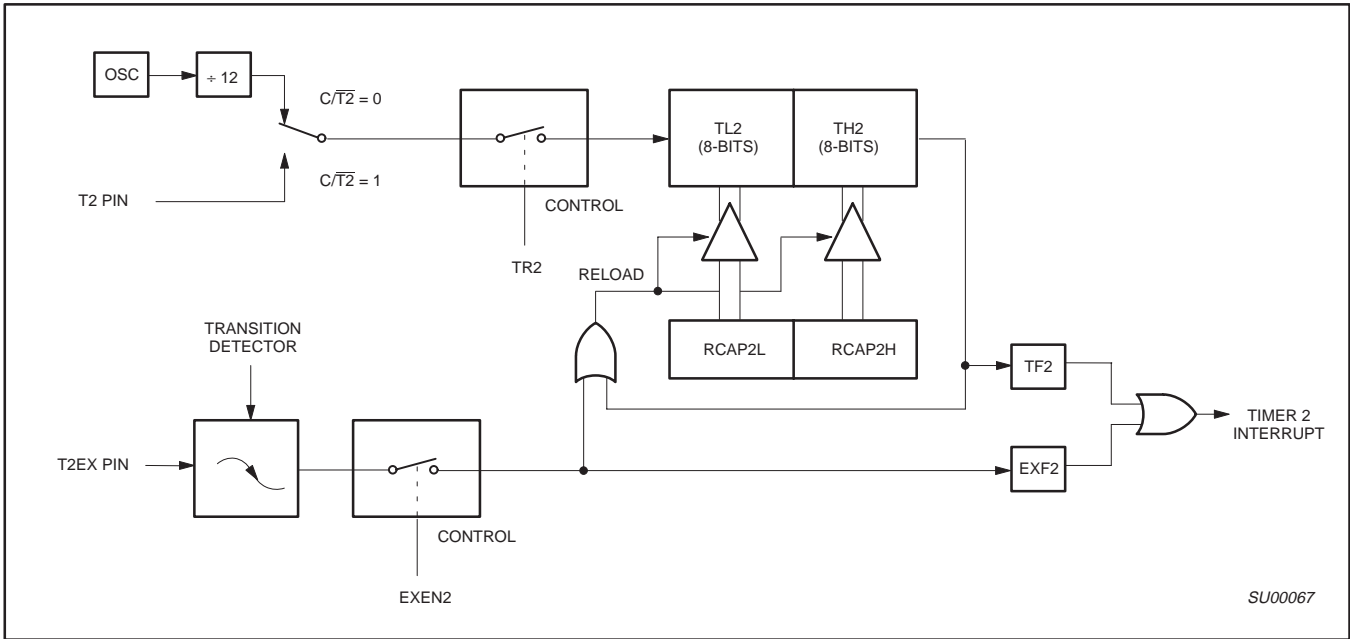 OSC
÷ 12
C/T2̅ = 0
C/T2̅ = 1
T2 PIN
CONTROL
TR2
TL2
(8-BITS)
TH2
(8-BITS)
RELOAD
RCAP2L
RCAP2H
TRANSITION
DETECTOR
T2EX PIN
CONTROL
EXEN2
TF2
EXF2
TIMER 2
INTERRUPT
SU00067